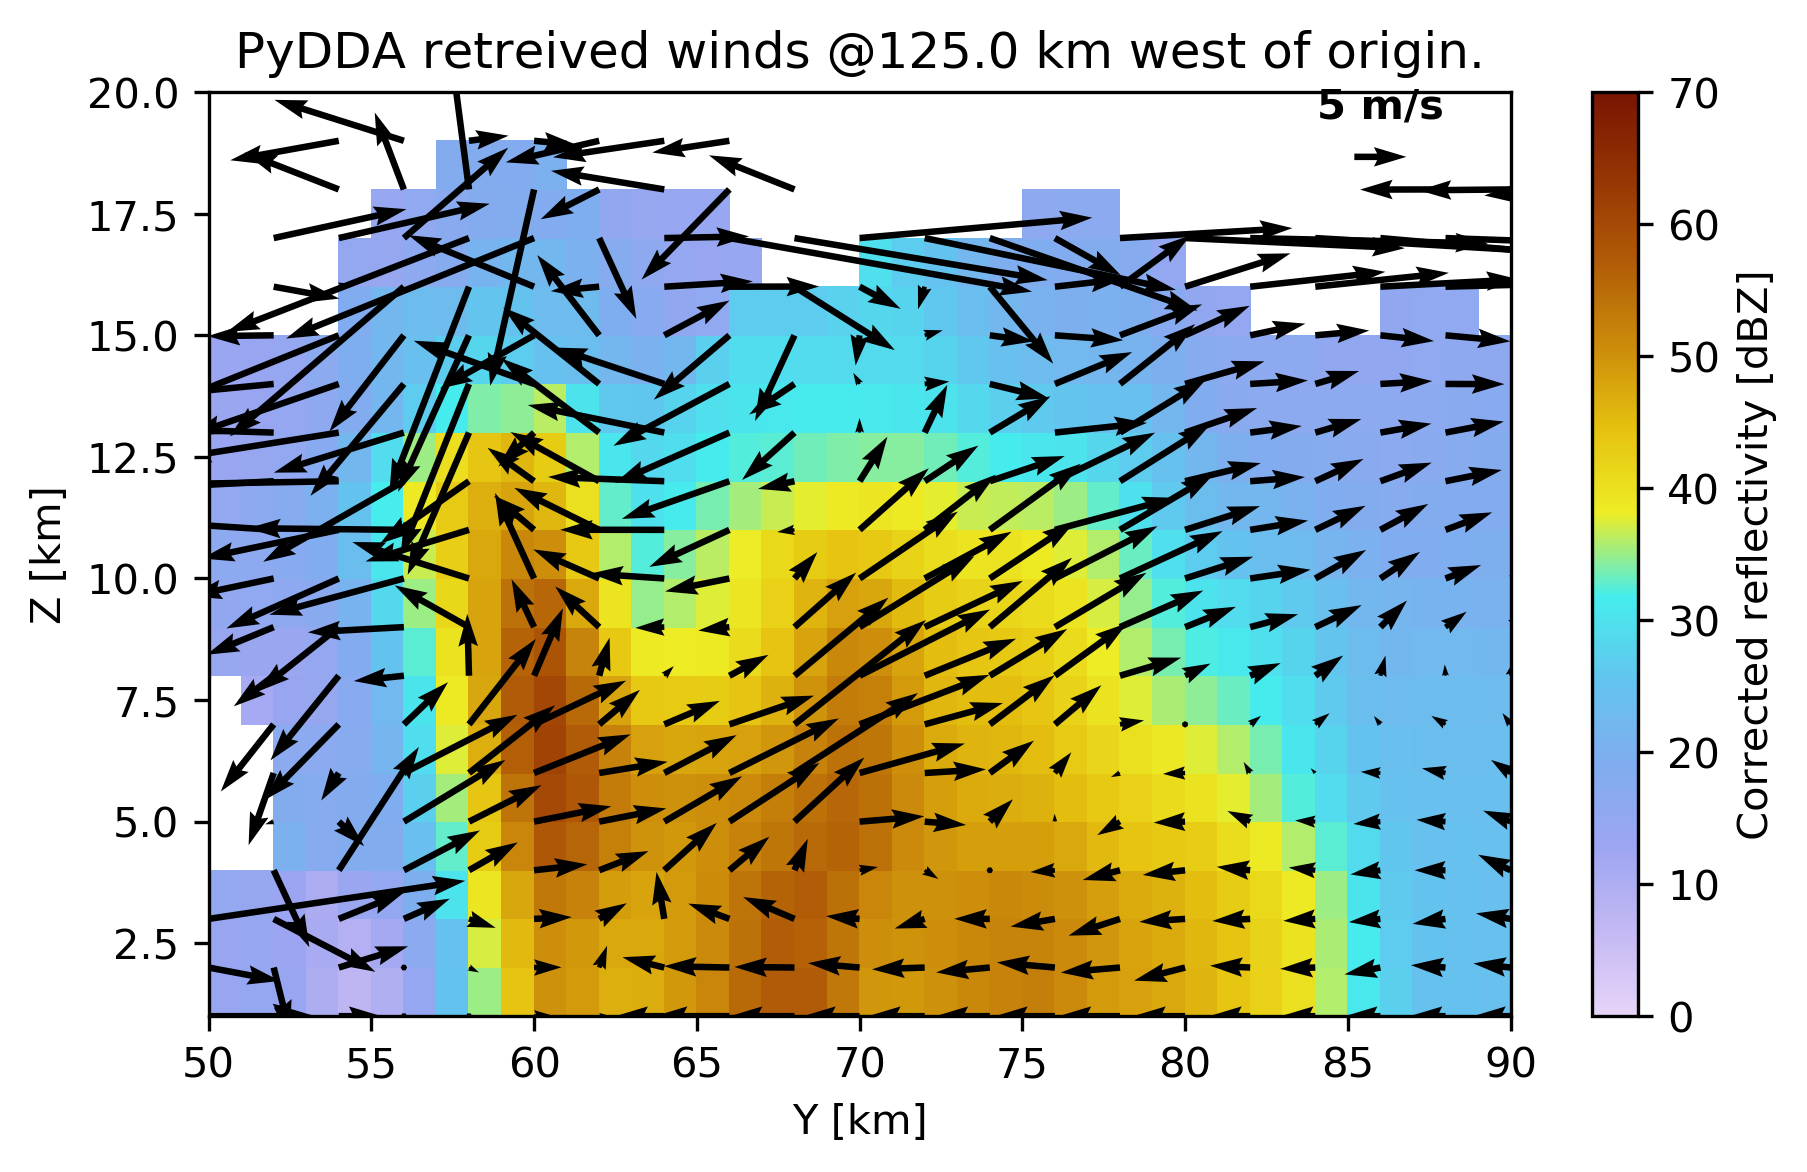 PyDDA retreived winds @125.0 km west of origin.
5 m/s
20.0
17.5
15.0
12.5
10.0
7.5
5.0
2.5
Z [km]
50 55 60 65 70 75 80 85 90
Y [km]
70
60
50
40
30
20
10
0
Corrected reflectivity [dBZ]